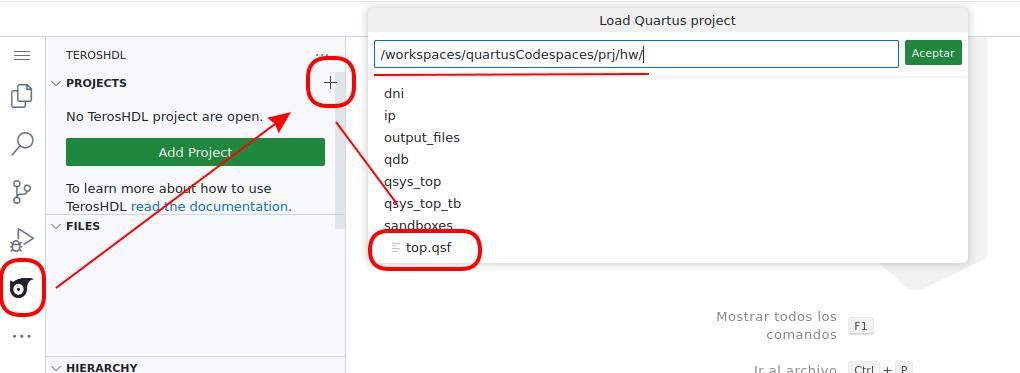 Load Quartus project
/workspaces/quartusCodespaces/prj/hw/
Aceptar
dni
ip
output_files
qdb
qsys_top
qsys_top_tb
sandboxes
top.qsf
TEROSHDL
PROJECTS
No TerosHDL project are open.
Add Project
To learn more about how to use
TerosHDL read the documentation.
FILES
HIERARCHY
Mostrar todos los
comandos
F1
Ir al archivo
Ctrl + P